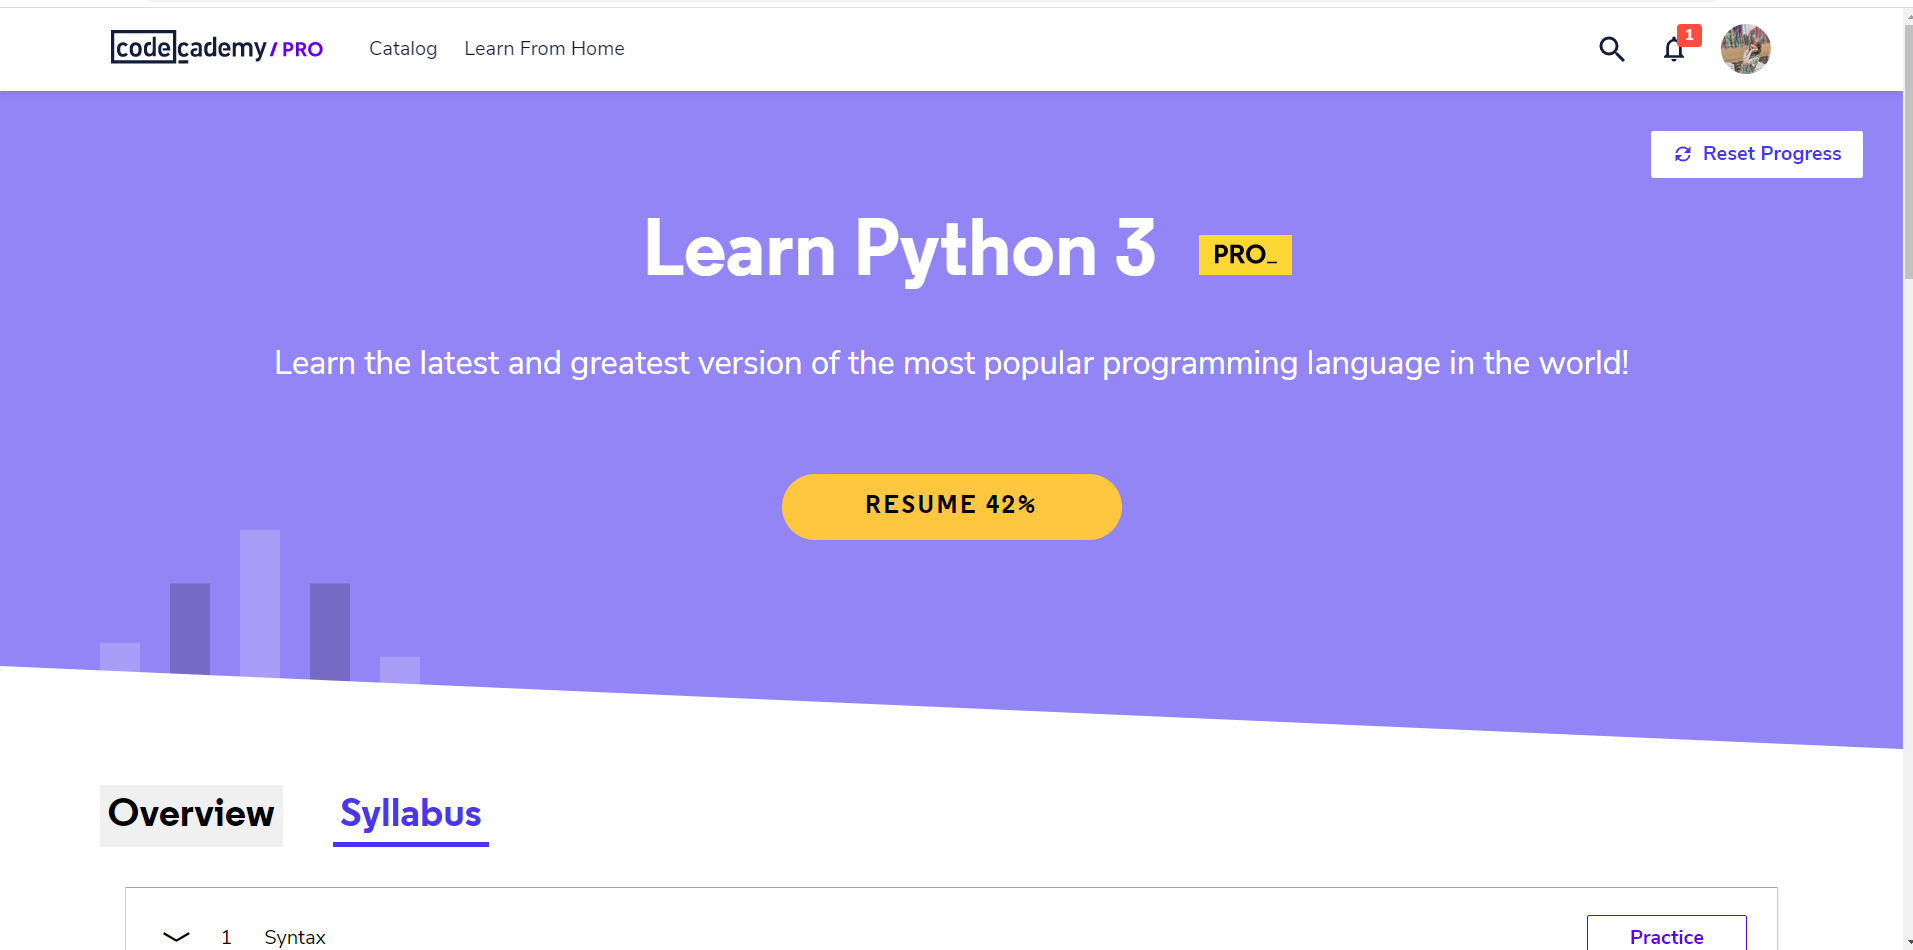 codecademy/PRO Catalog Learn From Home 1
Reset Progress
Learn Python 3 PRO_
Learn the latest and greatest version of the most popular programming language in the world!
RESUME 42%
Overview Syllabus
1 Syntax Practice